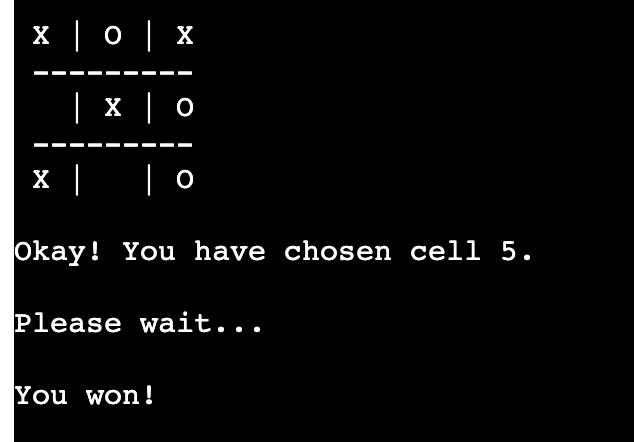 X | O | X
---------
  | X | O
---------
X |   | O
Okay! You have chosen cell 5.
Please wait...
You won!